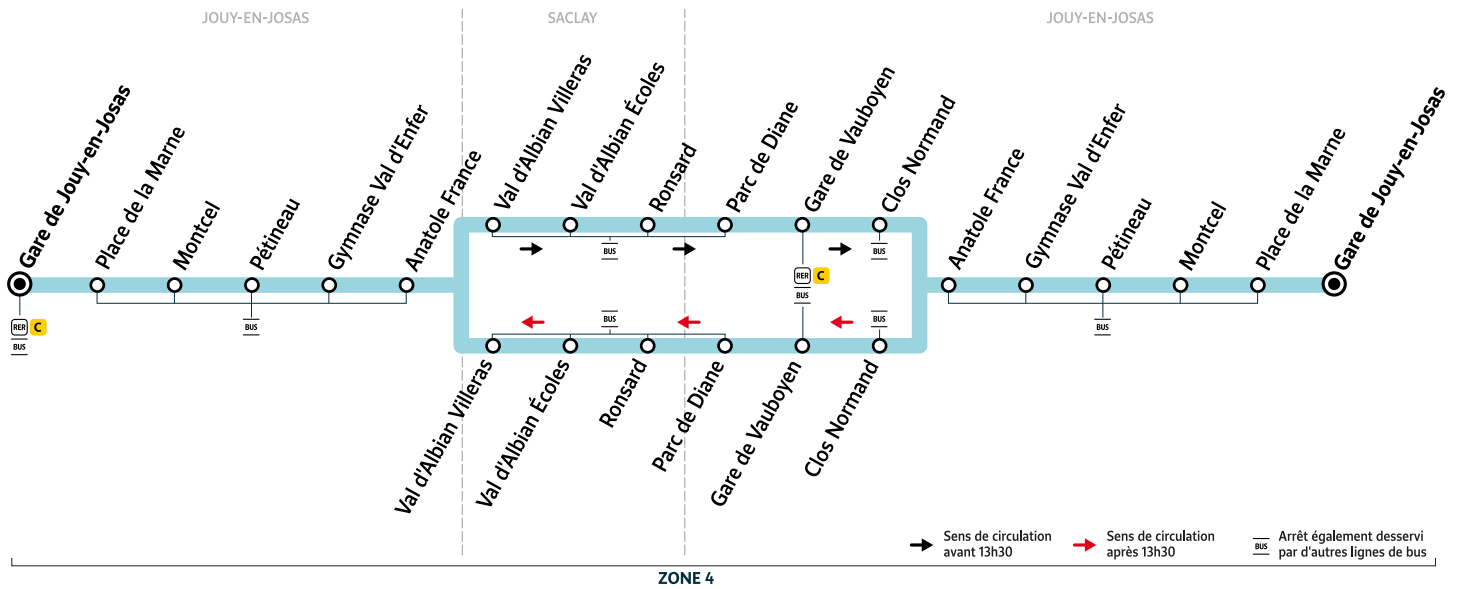 JOUY-EN-JOSAS
SACLAY
JOUY-EN-JOSAS
Gare de Jouy-en-Josas
Place de la Marne
Montcel
Pétineau
Gymnase Val d'Enfer
Anatole France
Val d'Albian Villeras
Val d'Albian Écoles
Ronsard
Parc de Diane
Gare de Vauboyen
Clos Normand
Anatole France
Gymnase Val d'Enfer
Pétineau
Montcel
Place de la Marne
Gare de Jouy-en-Josas
BUS
BUS
RER C
BUS
RER C
BUS
BUS
BUS
BUS
BUS
Val d'Albian Villeras
Val d'Albian Écoles
Ronsard
Parc de Diane
Gare de Vauboyen
Clos Normand
Sens de circulation
avant 13h30
Sens de circulation
après 13h30
BUS
Arrêt également desservi
par d'autres lignes de bus
ZONE 4